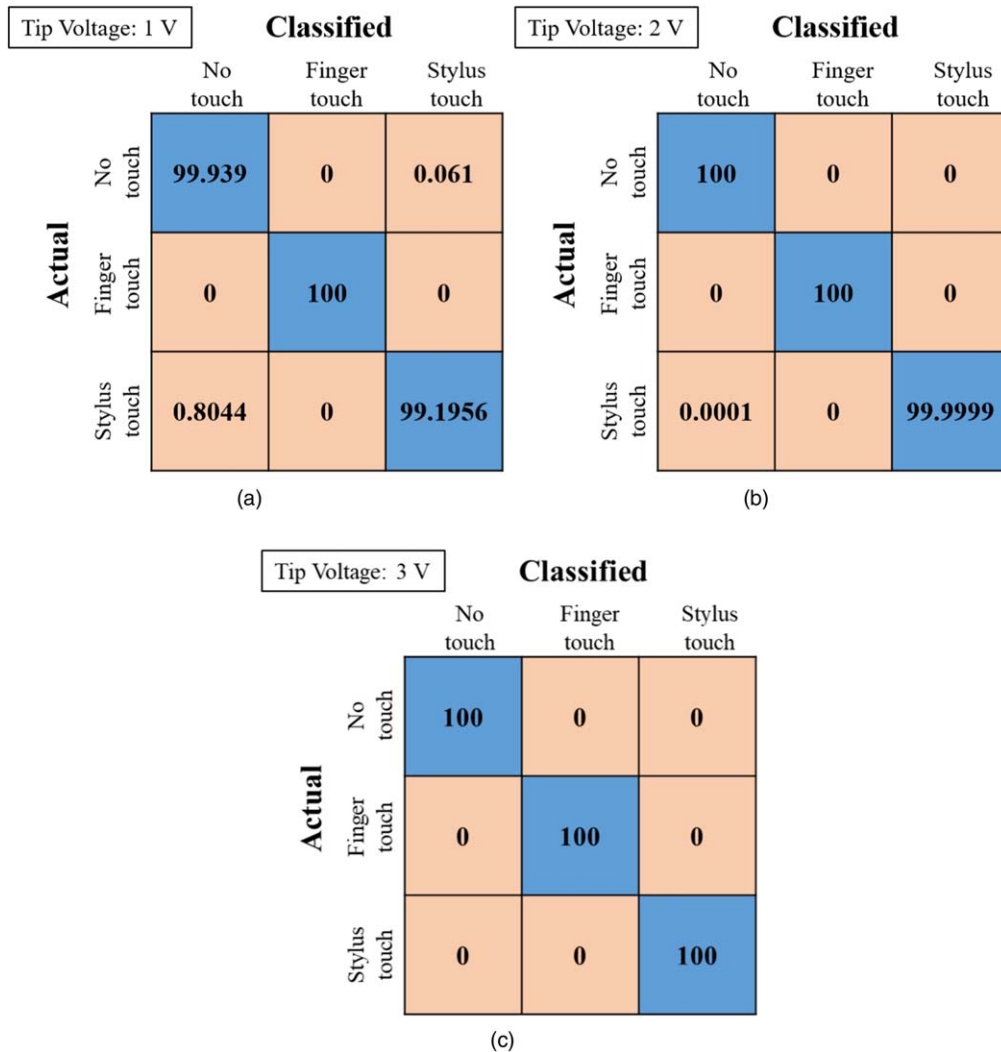 Tip Voltage: 1 V
Classified
No touch
Finger touch
Stylus touch
Actual
No touch
99.939 0 0.061
Finger touch
0 100 0
Stylus touch
0.8044 0 99.1956
(a)
Tip Voltage: 2 V
Classified
No touch
Finger touch
Stylus touch
Actual
No touch
100 0 0
Finger touch
0 100 0
Stylus touch
0.0001 0 99.9999
(b)
Tip Voltage: 3 V
Classified
No touch
Finger touch
Stylus touch
Actual
No touch
100 0 0
Finger touch
0 100 0
Stylus touch
0 0 100
(c)